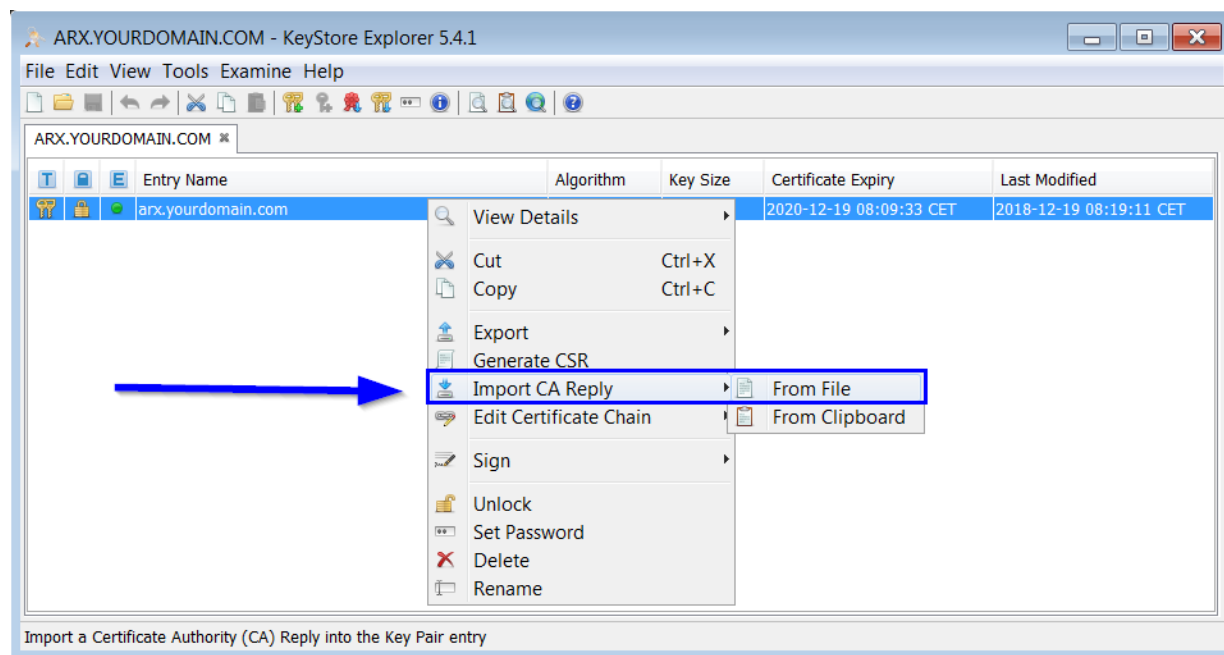 ARX.YOURDOMAIN.COM - KeyStore Explorer 5.4.1
File Edit View Tools Examine Help
ARX.YOURDOMAIN.COM
T E Entry Name Algorithm Key Size Certificate Expiry Last Modified
arx.yourdomain.com 2020-12-19 08:09:33 CET 2018-12-19 08:19:11 CET
View Details
Cut Ctrl+X
Copy Ctrl+C
Export
Generate CSR
Import CA Reply From File
Edit Certificate Chain From Clipboard
Sign
Unlock
Set Password
Delete
Rename
Import a Certificate Authority (CA) Reply into the Key Pair entry